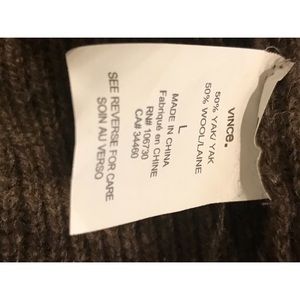 VINCE.
50% YAK/ YAK
50% WOOL/LAINE
L
MADE IN CHINA
Fabriqué en CHINE
RN# 106730
CA# 34460
SEE REVERSE FOR CARE
SOIN AU VERSO